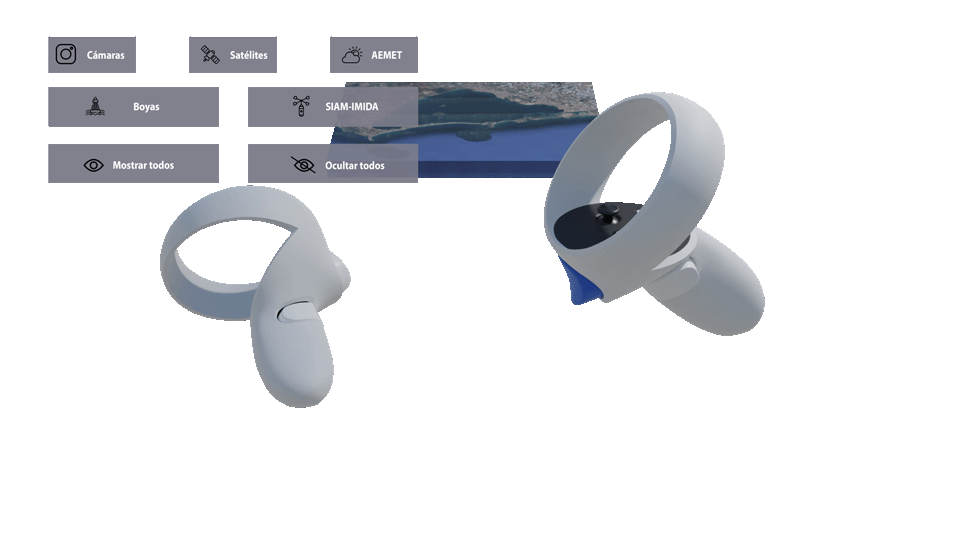 Cámaras
Satélites
AEMET
Boyas
SIAM-IMIDA
Mostrar todos
Ocultar todos